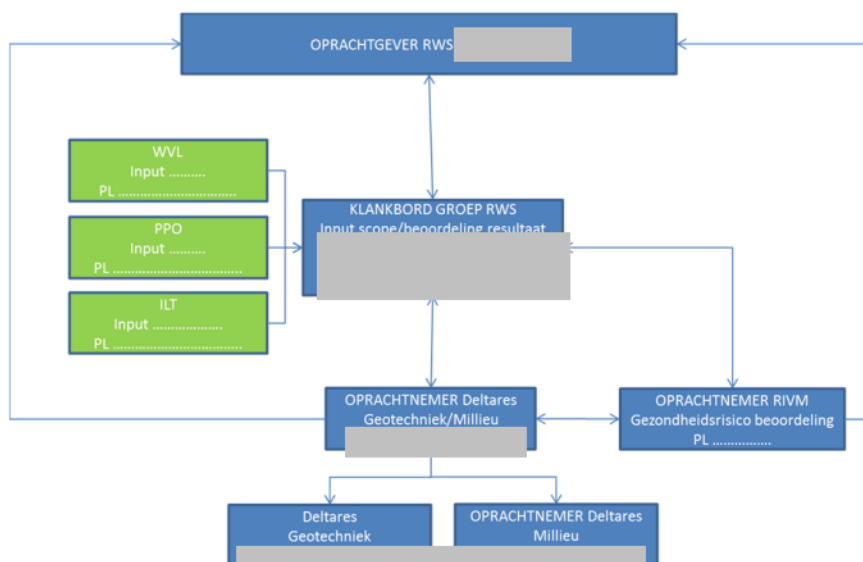 OPRACHTGEVER RWS
WVL
Input ..........
PL ...............................
PPO
Input ..........
PL ..................................
ILT
Input ...................
PL ..................................
KLANKBORD GROEP RWS
Input scope/beoordeling resultaat
OPRACHTNEMER Deltares
Geotechniek/Millieu
OPRACHTNEMER RIVM
Gezondheidsrisico beoordeling
PL ................
Deltares
Geotechniek
OPRACHTNEMER Deltares
Millieu